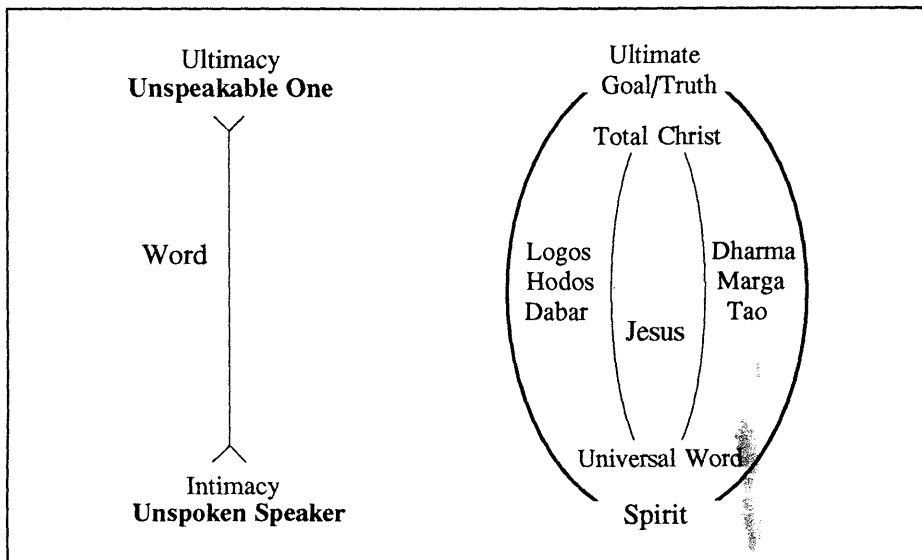 Ultimacy
Unspeakable One
Word
Intimacy
Unspoken Speaker
Ultimate
Goal/Truth
Total Christ
Logos
Hodos
Dabar
Dharma
Marga
Tao
Jesus
Universal Word
Spirit